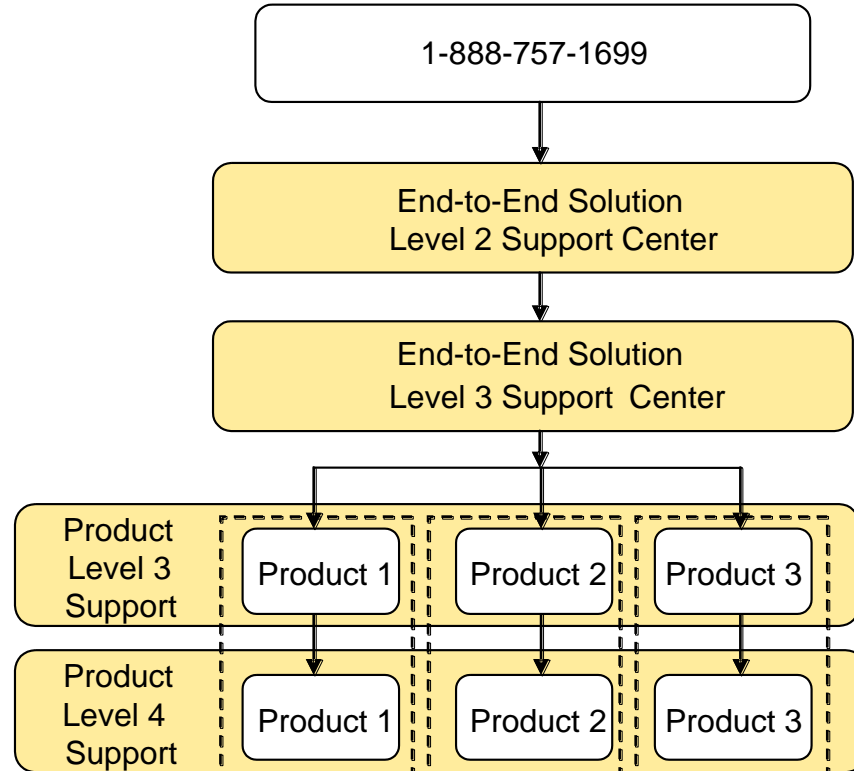 1-888-757-1699
End-to-End Solution
Level 2 Support Center
End-to-End Solution
Level 3 Support Center
Product
Level 3
Support
Product 1
Product 2
Product 3
Product
Level 4
Support
Product 1
Product 2
Product 3